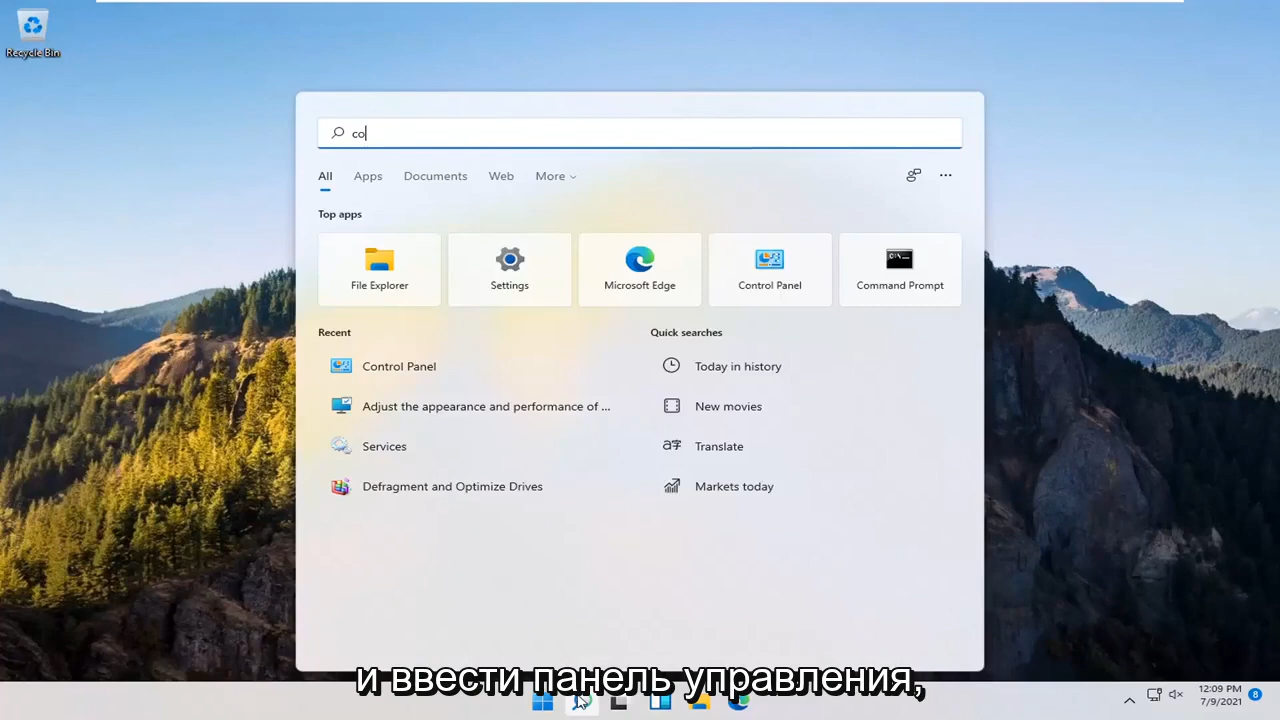 Recycle Bin
co
All Apps Documents Web More
Top apps
File Explorer Settings Microsoft Edge Control Panel Command Prompt
Recent Quick searches
Control Panel Today in history
Adjust the appearance and performance of ... New movies
Services Translate
Defragment and Optimize Drives Markets today
и ввести панель управления,
12:09 PM
7/9/2021 8